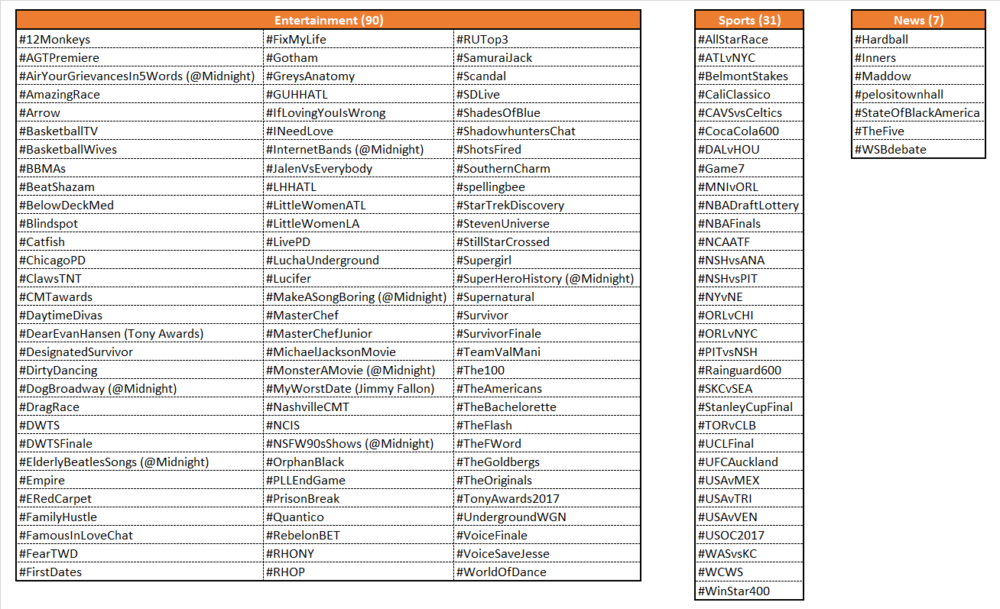 Entertainment (90)
#12Monkeys
#AGTPremiere
#AirYourGrievancesIn5Words (@Midnight)
#AmazingRace
#Arrow
#BasketballTV
#BasketballWives
#BBMAs
#BeatShazam
#BelowDeckMed
#Blindspot
#Catfish
#ChicagoPD
#ClawsTNT
#CMTawards
#DaytimeDivas
#DearEvanHansen (Tony Awards)
#DesignatedSurvivor
#DirtyDancing
#DogBroadway (@Midnight)
#DragRace
#DWTS
#DWTSFinale
#ElderlyBeatlesSongs (@Midnight)
#Empire
#ERedCarpet
#FamilyHustle
#FamousInLoveChat
#FearTWD
#FirstDates
#FixMyLife
#Gotham
#GreysAnatomy
#GUHHATL
#IfLovingYouIsWrong
#INeedLove
#InternetBands (@Midnight)
#JalenVsEverybody
#LHHATL
#LittleWomenATL
#LittleWomenLA
#LivePD
#LuchaUnderground
#Lucifer
#MakeASongBoring (@Midnight)
#MasterChef
#MasterChefJunior
#MichaelJacksonMovie
#MonsterAMovie (@Midnight)
#MyWorstDate (Jimmy Fallon)
#NashvilleCMT
#NCIS
#NSFW90sShows (@Midnight)
#OrphanBlack
#PLLEndGame
#PrisonBreak
#Quantico
#RebelonBET
#RHONY
#RHOP
#RUTop3
#SamuraiJack
#Scandal
#SDLive
#ShadesOfBlue
#ShadowhuntersChat
#ShotsFired
#SouthernCharm
#spellingbee
#StarTrekDiscovery
#StevenUniverse
#StillStarCrossed
#Supergirl
#SuperHeroHistory (@Midnight)
#Supernatural
#Survivor
#SurvivorFinale
#TeamValMani
#The100
#TheAmericans
#TheBachelorette
#TheFlash
#TheFWord
#TheGoldbergs
#TheOriginals
#TonyAwards2017
#UndergroundWGN
#VoiceFinale
#VoiceSaveJesse
#WorldOfDance
Sports (31)
#AllStarRace
#ATLvNYC
#BelmontStakes
#CaliClassico
#CAVSvsCeltics
#CocaCola600
#DALvHOU
#Game7
#MNIvORL
#NBADraftLottery
#NBAFinals
#NCAATF
#NSHvsANA
#NSHvsPIT
#NYvNE
#ORLvCHI
#ORLvNYC
#PITvsNSH
#Rainguard600
#SKCvSEA
#StanleyCupFinal
#TORvCLB
#UCLFinal
#UFCAuckland
#USAvMEX
#USAvTRI
#USAvVEN
#USOC2017
#WASvsKC
#WCWS
#WinStar400
News (7)
#Hardball
#Inners
#Maddow
#pelositownhall
#StateOfBlackAmerica
#TheFive
#WSBdebate